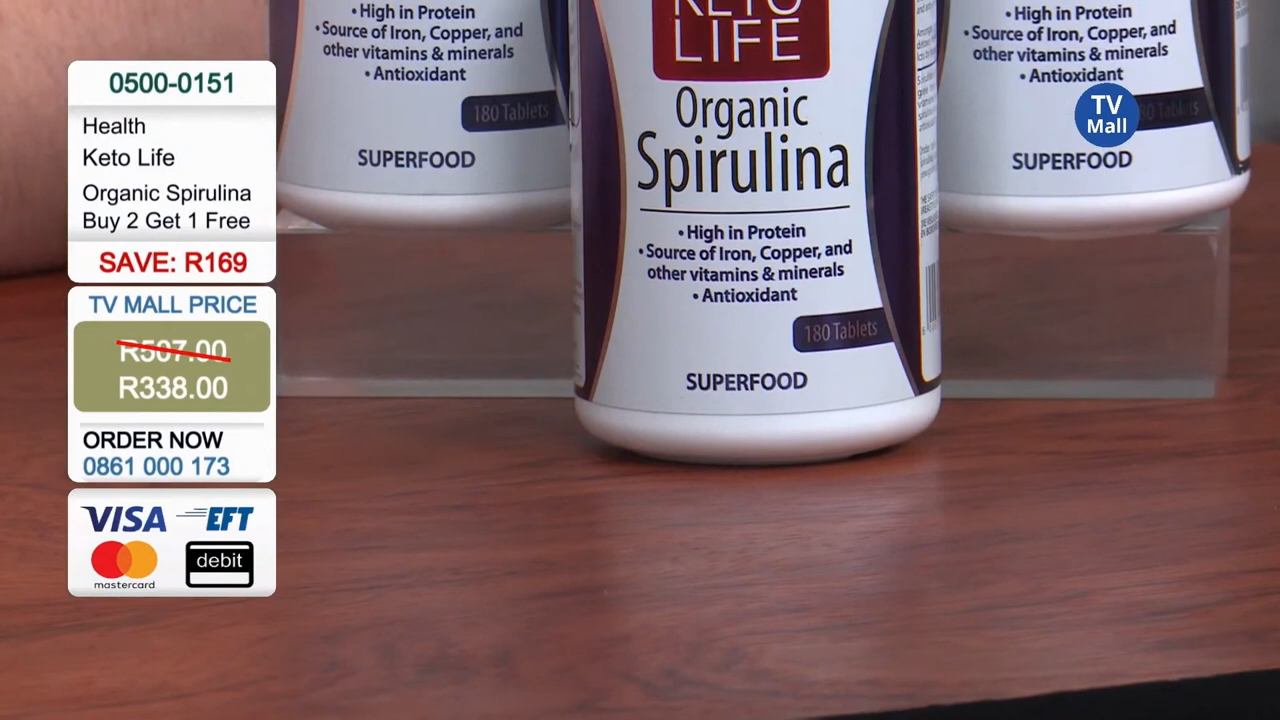 0500-0151
Health
Keto Life
Organic Spirulina
Buy 2 Get 1 Free
SAVE: R169
TV MALL PRICE
R507.00
R338.00
ORDER NOW
0861 000 173
VISA
EFT
mastercard
debit
• High in Protein
• Source of Iron, Copper, and
other vitamins & minerals
• Antioxidant
180 Tablets
SUPERFOOD
KETO
LIFE
Organic
Spirulina
• High in Protein
• Source of Iron, Copper, and
other vitamins & minerals
• Antioxidant
180 Tablets
SUPERFOOD
• High in Protein
• Source of Iron, Copper, and
other vitamins & minerals
• Antioxidant
80 Tablets
SUPERFOOD
TV
Mall